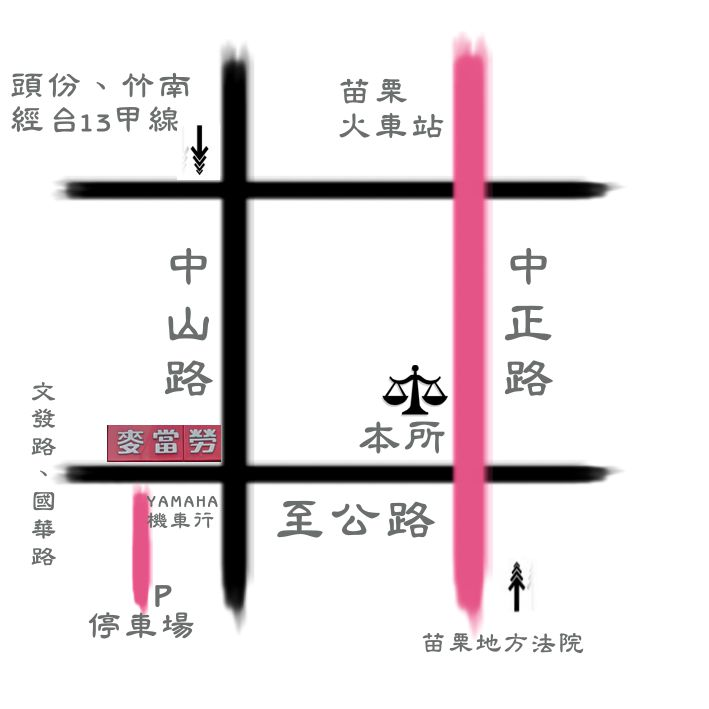 頭份、竹南
經台13甲線
苗栗
火車站
中山路
中正路
文發路、國華路
麥當勞
本所
YAMAHA
機車行
至公路
P
停車場
苗栗地方法院